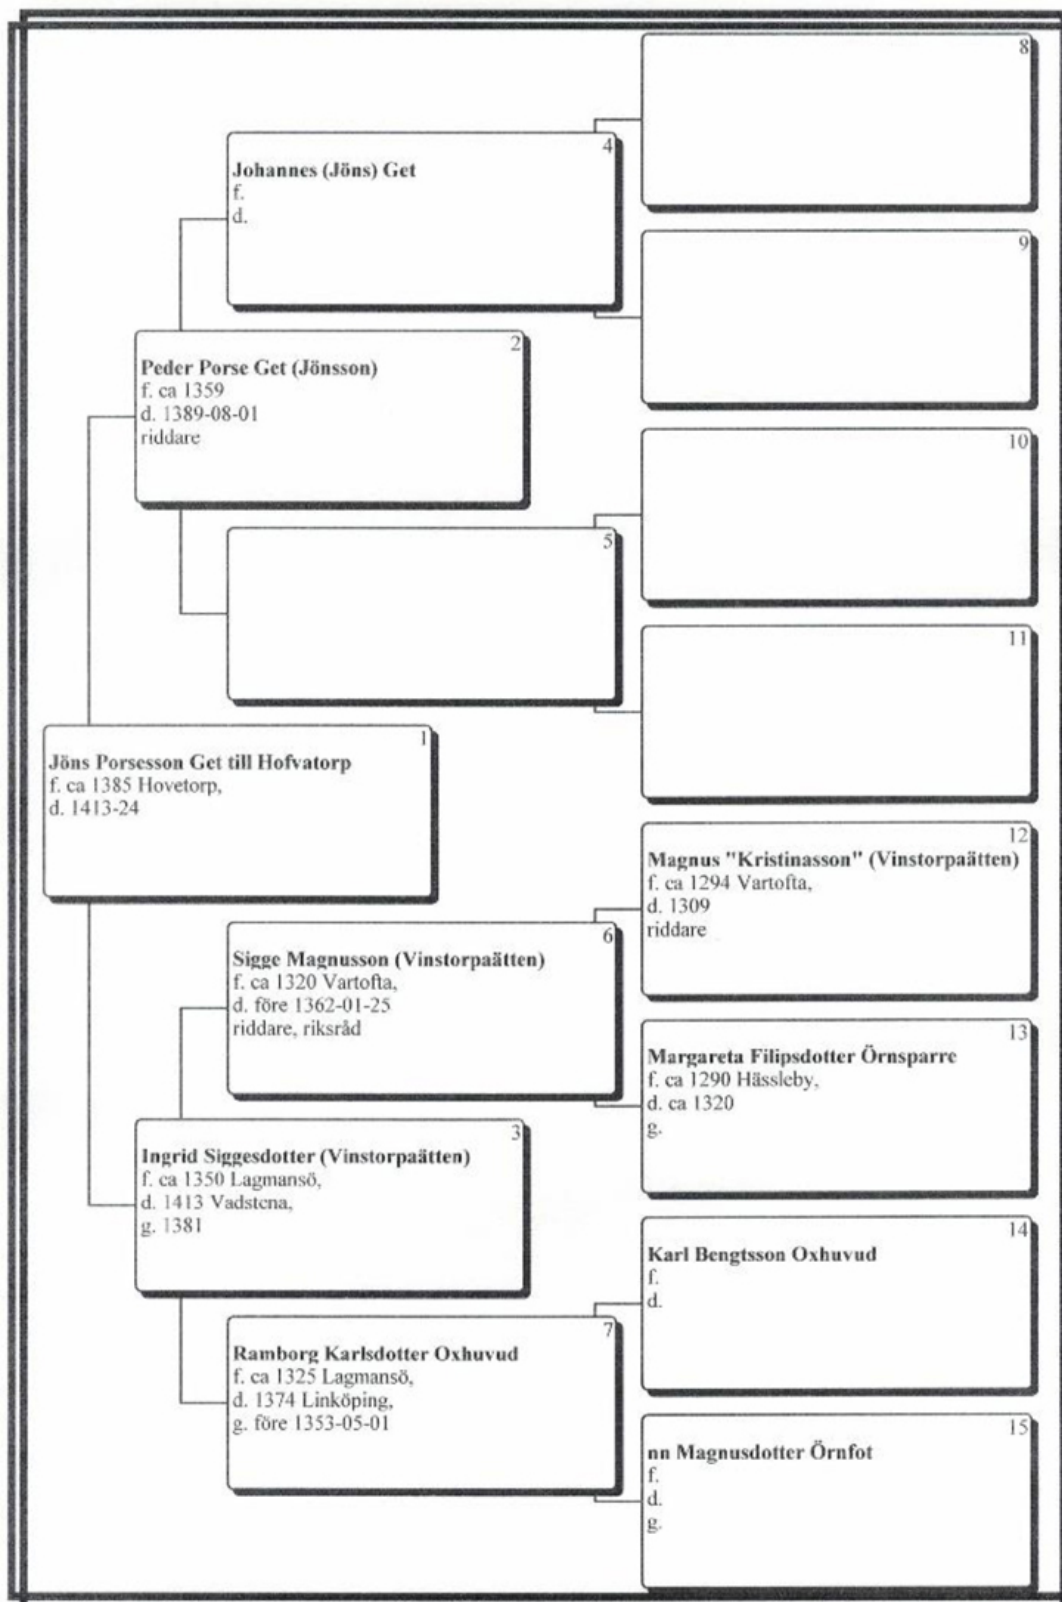 8
4
Johannes (Jöns) Get
f.
d.
9
2
Peder Porse Get (Jönsson)
f. ca 1359
d. 1389-08-01
riddare
10
5
11
1
Jöns Porsesson Get till Hofvatorp
f. ca 1385 Hovetorp,
d. 1413-24
12
Magnus "Kristinasson" (Vinstorpaätten)
f. ca 1294 Vartofta,
d. 1309
riddare
6
Sigge Magnusson (Vinstorpaätten)
f. ca 1320 Vartofta,
d. före 1362-01-25
riddare, riksråd
13
Margareta Filipsdotter Örnsparre
f. ca 1290 Hässleby,
d. ca 1320
g.
3
Ingrid Siggesdotter (Vinstorpaätten)
f. ca 1350 Lagmansö,
d. 1413 Vadstena,
g. 1381
14
Karl Bengtsson Oxhuvud
f.
d.
7
Ramborg Karlsdotter Oxhuvud
f. ca 1325 Lagmansö,
d. 1374 Linköping,
g. före 1353-05-01
15
nn Magnusdotter Örnfot
f.
d.
g.